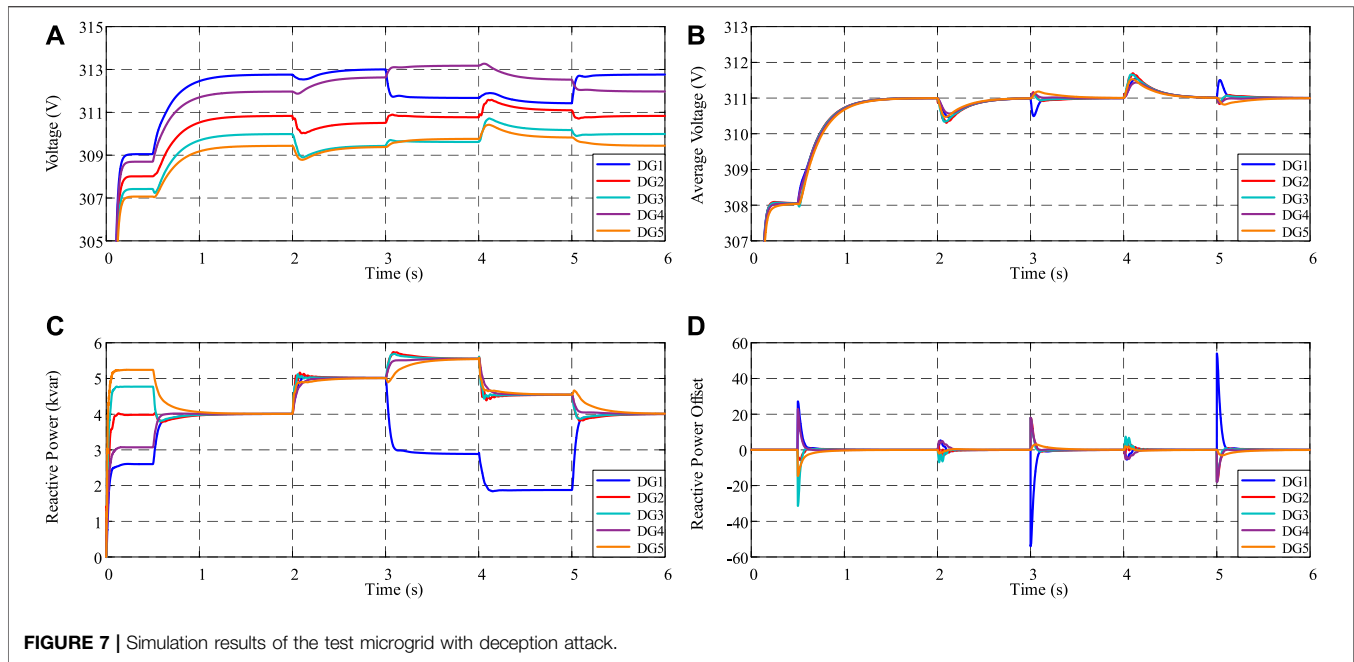 A
315
313
311
309
307
305
Voltage (V)
DG1
DG2
DG3
DG4
DG5
0 1 2 3 4 5 6
Time (s)
B
313
312
311
310
309
308
307
Average Voltage (V)
DG1
DG2
DG3
DG4
DG5
0 1 2 3 4 5 6
Time (s)
C
6
5
4
3
2
1
0
Reactive Power (kvar)
DG1
DG2
DG3
DG4
DG5
0 1 2 3 4 5 6
Time (s)
D
60
40
20
0
-20
-40
-60
Reactive Power Offset
DG1
DG2
DG3
DG4
DG5
0 1 2 3 4 5 6
Time (s)
FIGURE 7 | Simulation results of the test microgrid with deception attack.